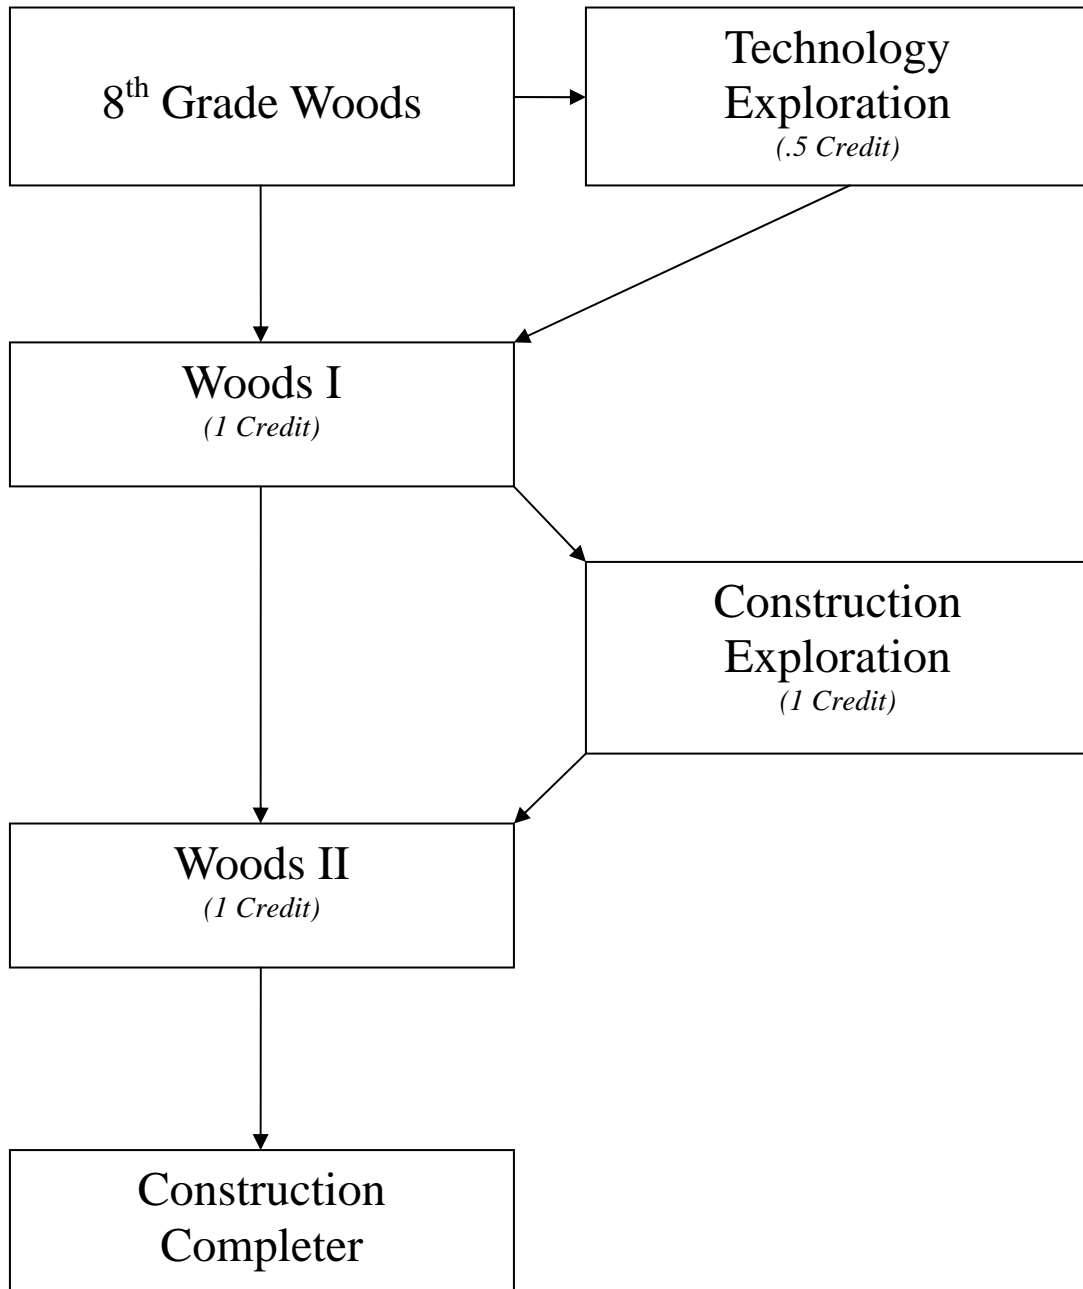 8th Grade Woods
Technology
Exploration
(.5 Credit)
Woods I
(1 Credit)
Construction
Exploration
(1 Credit)
Woods II
(1 Credit)
Construction
Completer